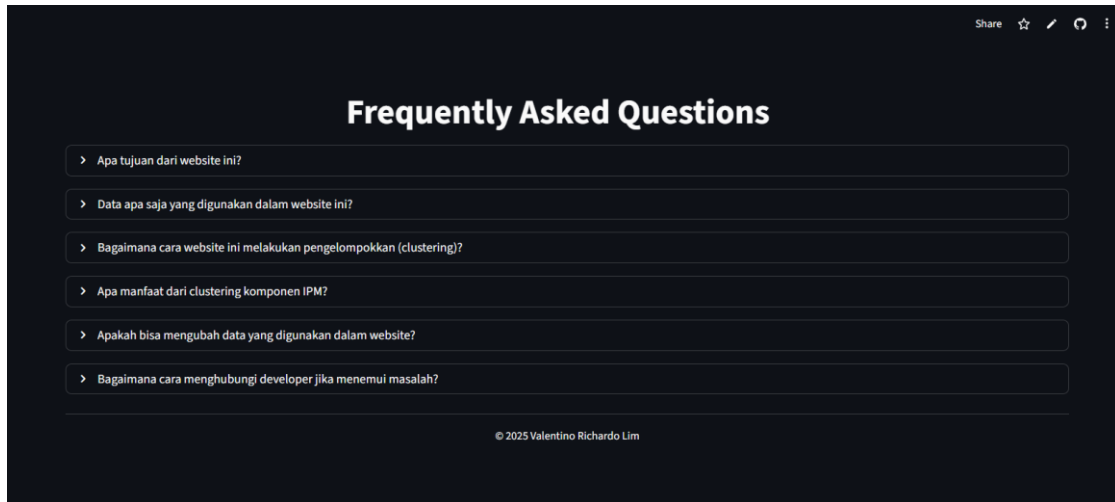 Share
Frequently Asked Questions
Apa tujuan dari website ini?
Data apa saja yang digunakan dalam website ini?
Bagaimana cara website ini melakukan pengelompokkan (clustering)?
Apa manfaat dari clustering komponen IPM?
Apakah bisa mengubah data yang digunakan dalam website?
Bagaimana cara menghubungi developer jika menemui masalah?
© 2025 Valentino Richardo Lim